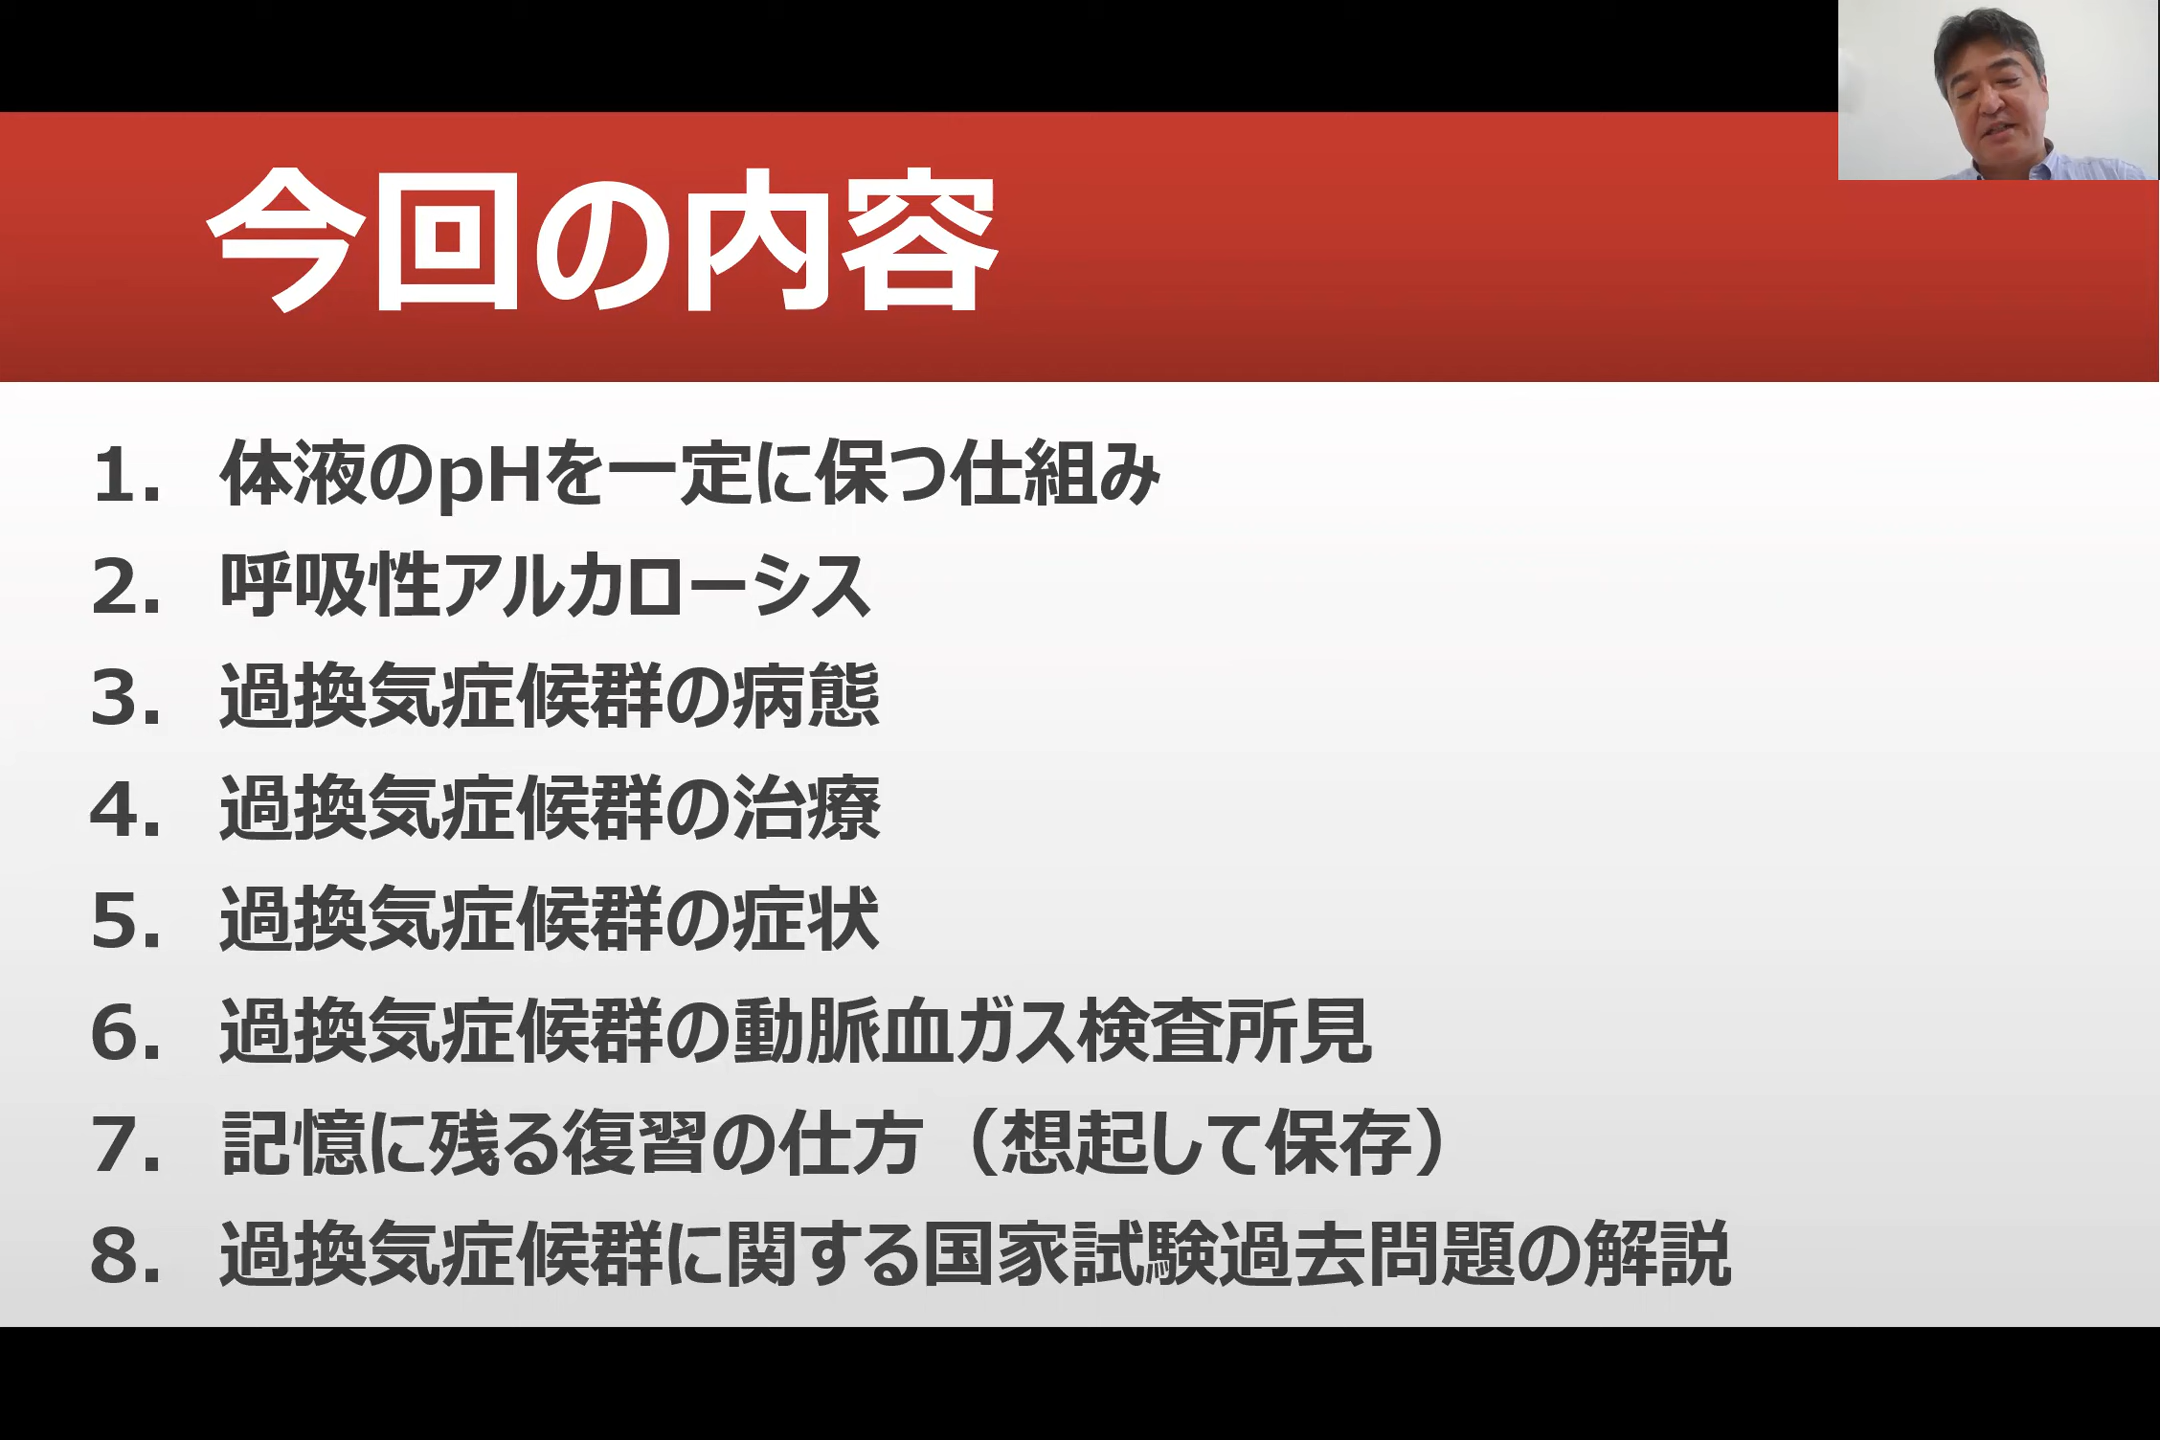 今回の内容
1. 体液のpHを一定に保つ仕組み
2. 呼吸性アルカローシス
3. 過換気症候群の病態
4. 過換気症候群の治療
5. 過換気症候群の症状
6. 過換気症候群の動脈血ガス検査所見
7. 記憶に残る復習の仕方（想起して保存）
8. 過換気症候群に関する国家試験過去問題の解説